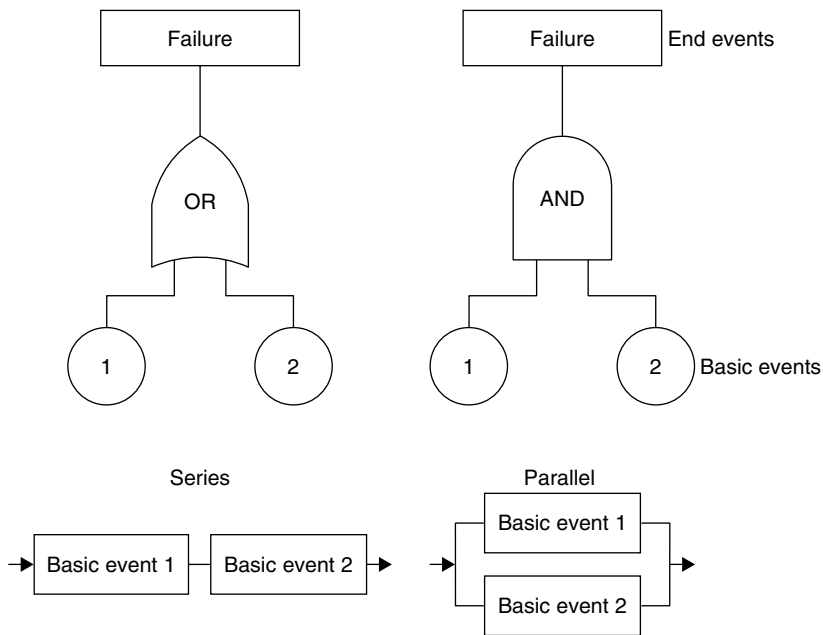 Failure
Failure
End events
OR
AND
1
2
1
2
Basic events
Series
Parallel
Basic event 1
Basic event 2
Basic event 1
Basic event 2